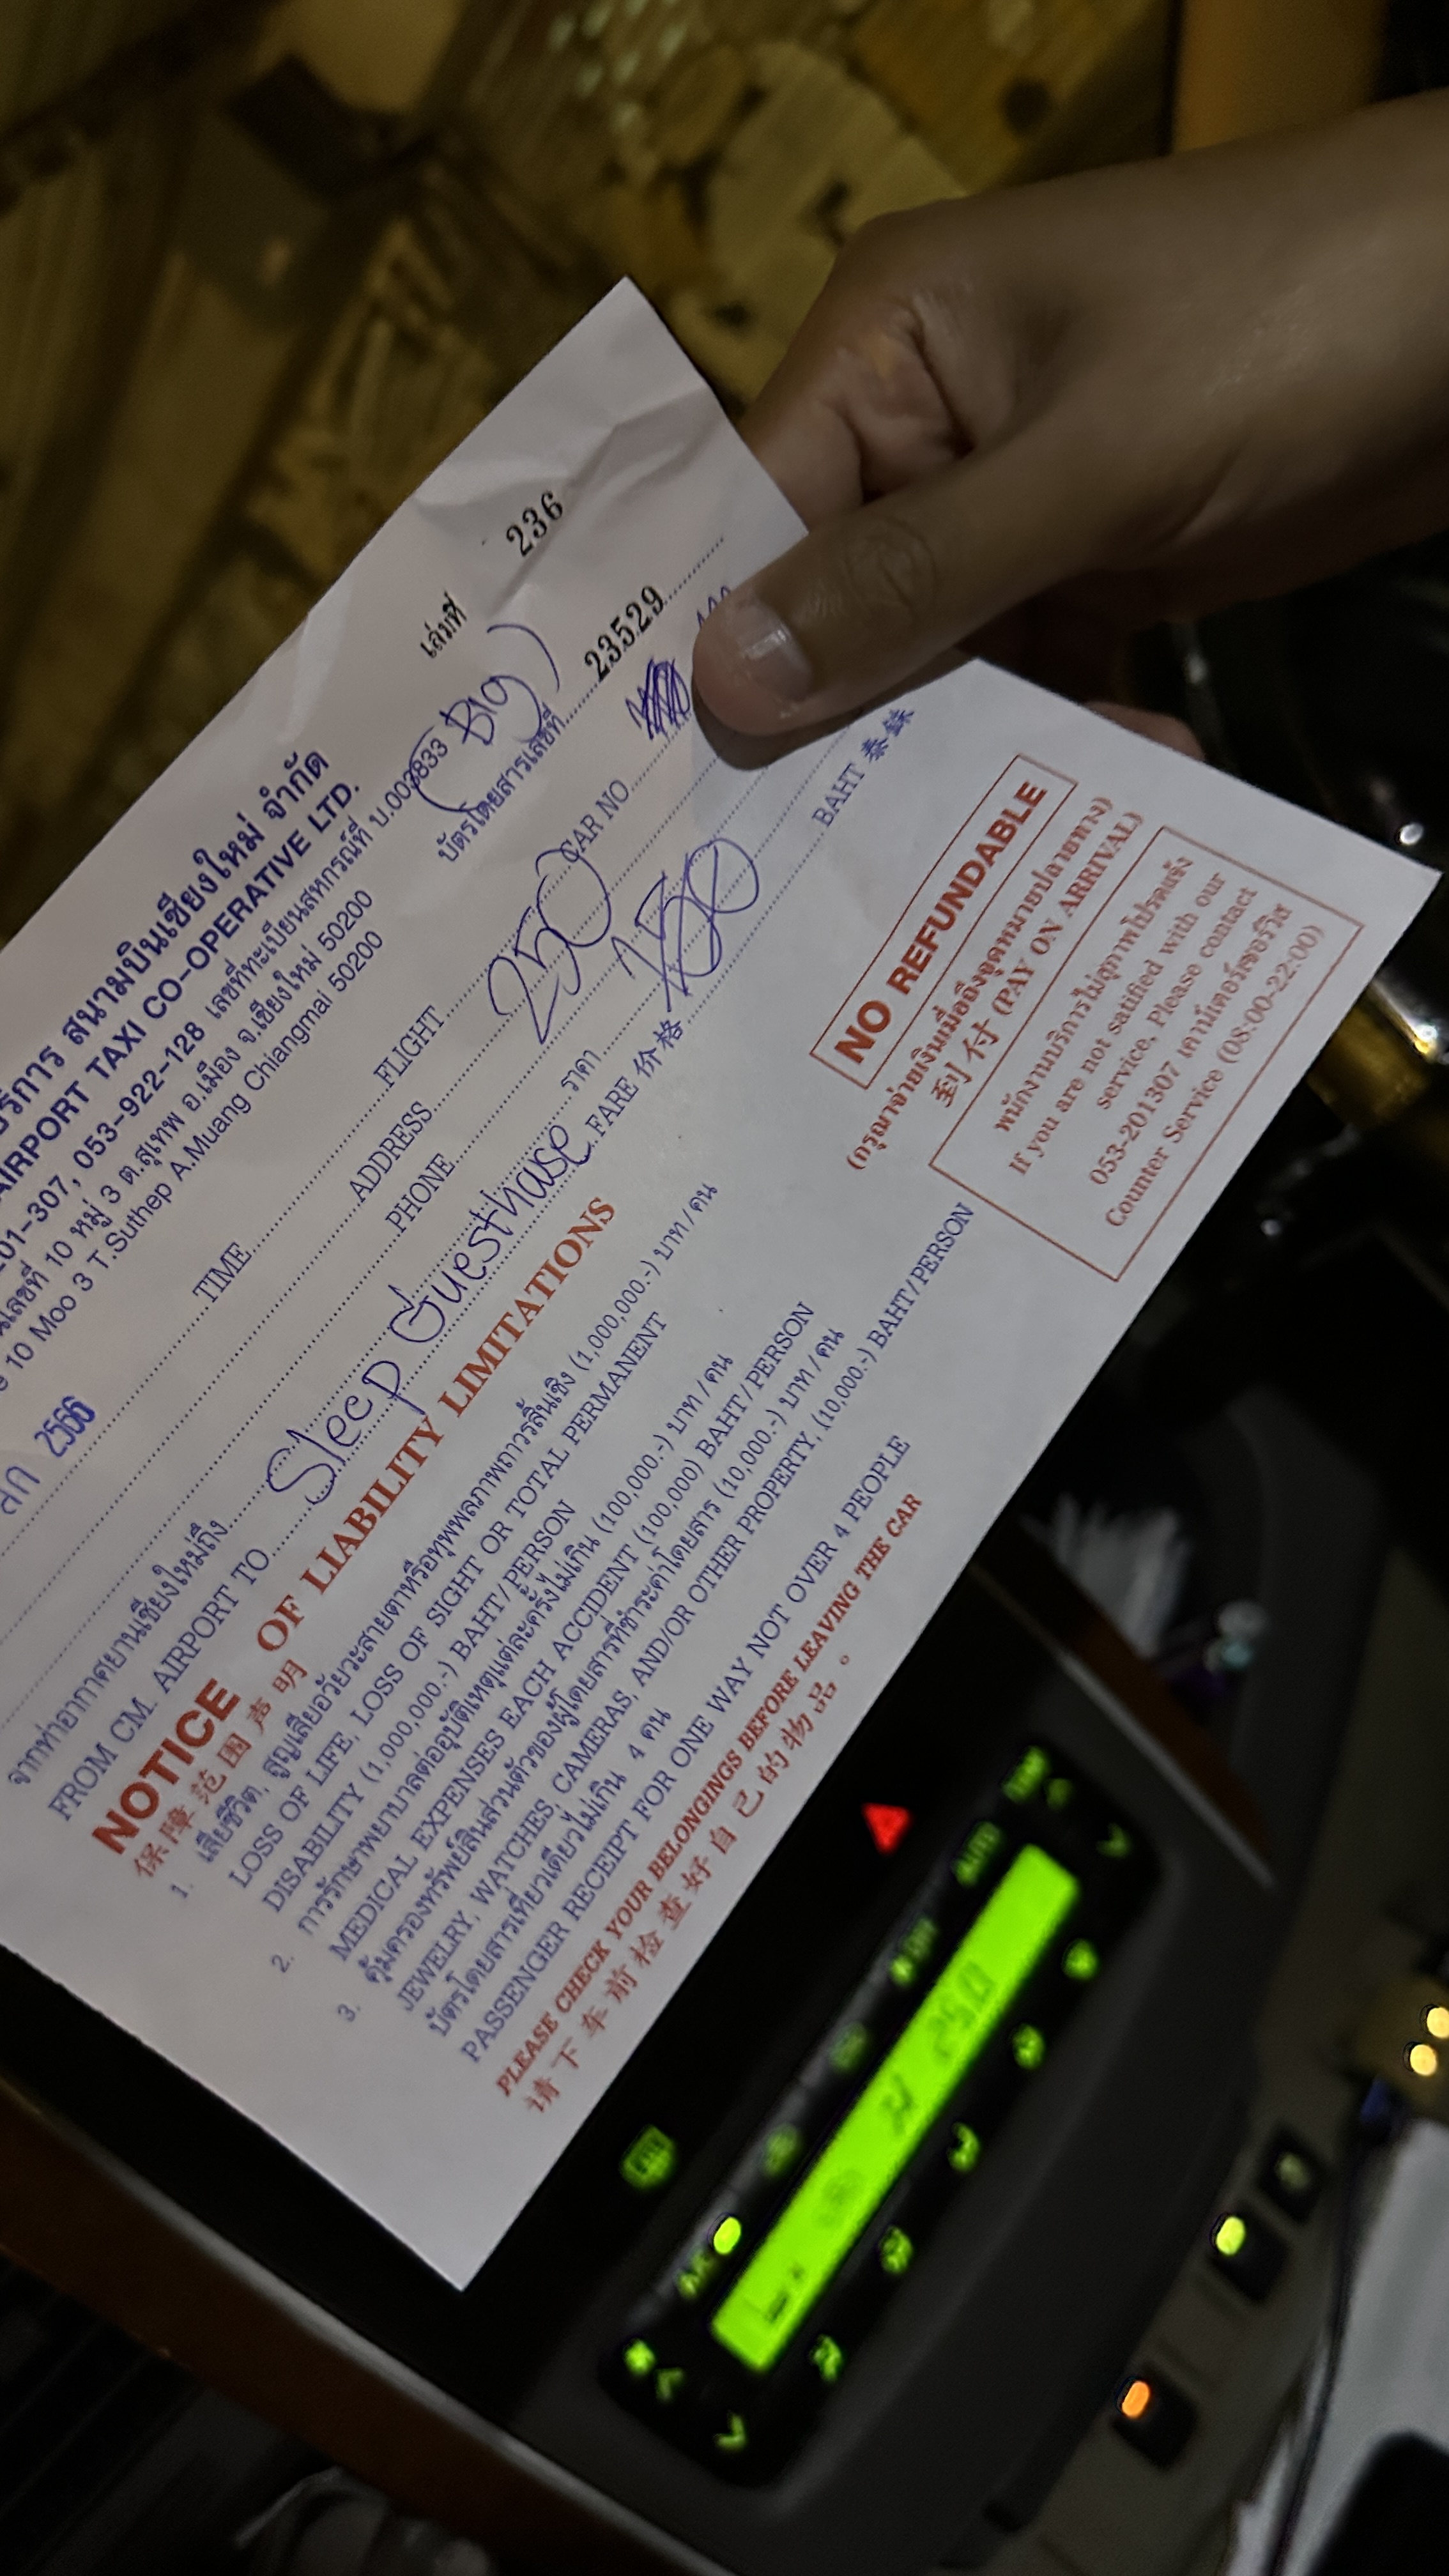 เล่มที่ 236
บริการ สนามบินเชียงใหม่ จำกัด
AIRPORT TAXI CO-OPERATIVE LTD.
01-307, 053-922-128 เลขที่ทะเบียนสหกรณ์ที่ บ.003833 (BIG)
เลขที่ 10 หมู่ 3 ต.สุเทพ อ.เมือง จ.เชียงใหม่ 50200
10 Moo 3 T.Suthep A.Muang Chiangmai 50200
บัตรโดยสารเลขที่ 23529
2566 TIME FLIGHT CAR NO
ADDRESS 250
PHONE
จากท่าอากาศยานเชียงใหม่ถึง ราคา 150
FROM CM. AIRPORT TO Sleep Guesthouse FARE 价格 BAHT 泰铢
NOTICE OF LIABILITY LIMITATIONS
保障范围声明
1. เสียชีวิต, สูญเสียอวัยวะสายตาหรือทุพพลภาพถาวรสิ้นเชิง (1,000,000.-) บาท/คน
LOSS OF LIFE, LOSS OF SIGHT OR TOTAL PERMANENT
DISABILITY (1,000,000.-) BAHT/PERSON
2. การรักษาพยาบาลต่ออุบัติเหตุแต่ละครั้งไม่เกิน (100,000.-) บาท/คน
MEDICAL EXPENSES EACH ACCIDENT (100,000) BAHT/PERSON
3. คุ้มครองทรัพย์สินส่วนตัวของผู้โดยสารที่ชำระค่าโดยสาร (10,000.-) บาท/คน
JEWELRY, WATCHES, CAMERAS, AND/OR OTHER PROPERTY, (10,000.-) BAHT/PERSON
บัตรโดยสารเที่ยวเดียวไม่เกิน 4 คน
PASSENGER RECEIPT FOR ONE WAY NOT OVER 4 PEOPLE
PLEASE CHECK YOUR BELONGINGS BEFORE LEAVING THE CAR
请下车前检查好自己的物品。
NO REFUNDABLE
(กรุณาจ่ายเงินเมื่อถึงจุดหมายปลายทาง)
到付 (PAY ON ARRIVAL)
พนักงานบริการไม่สุภาพโปรดแจ้ง
If you are not satified with our
service, Please contact
053-201307 เคาน์เตอร์เซอร์วิส
Counter Service (08:00-22:00)